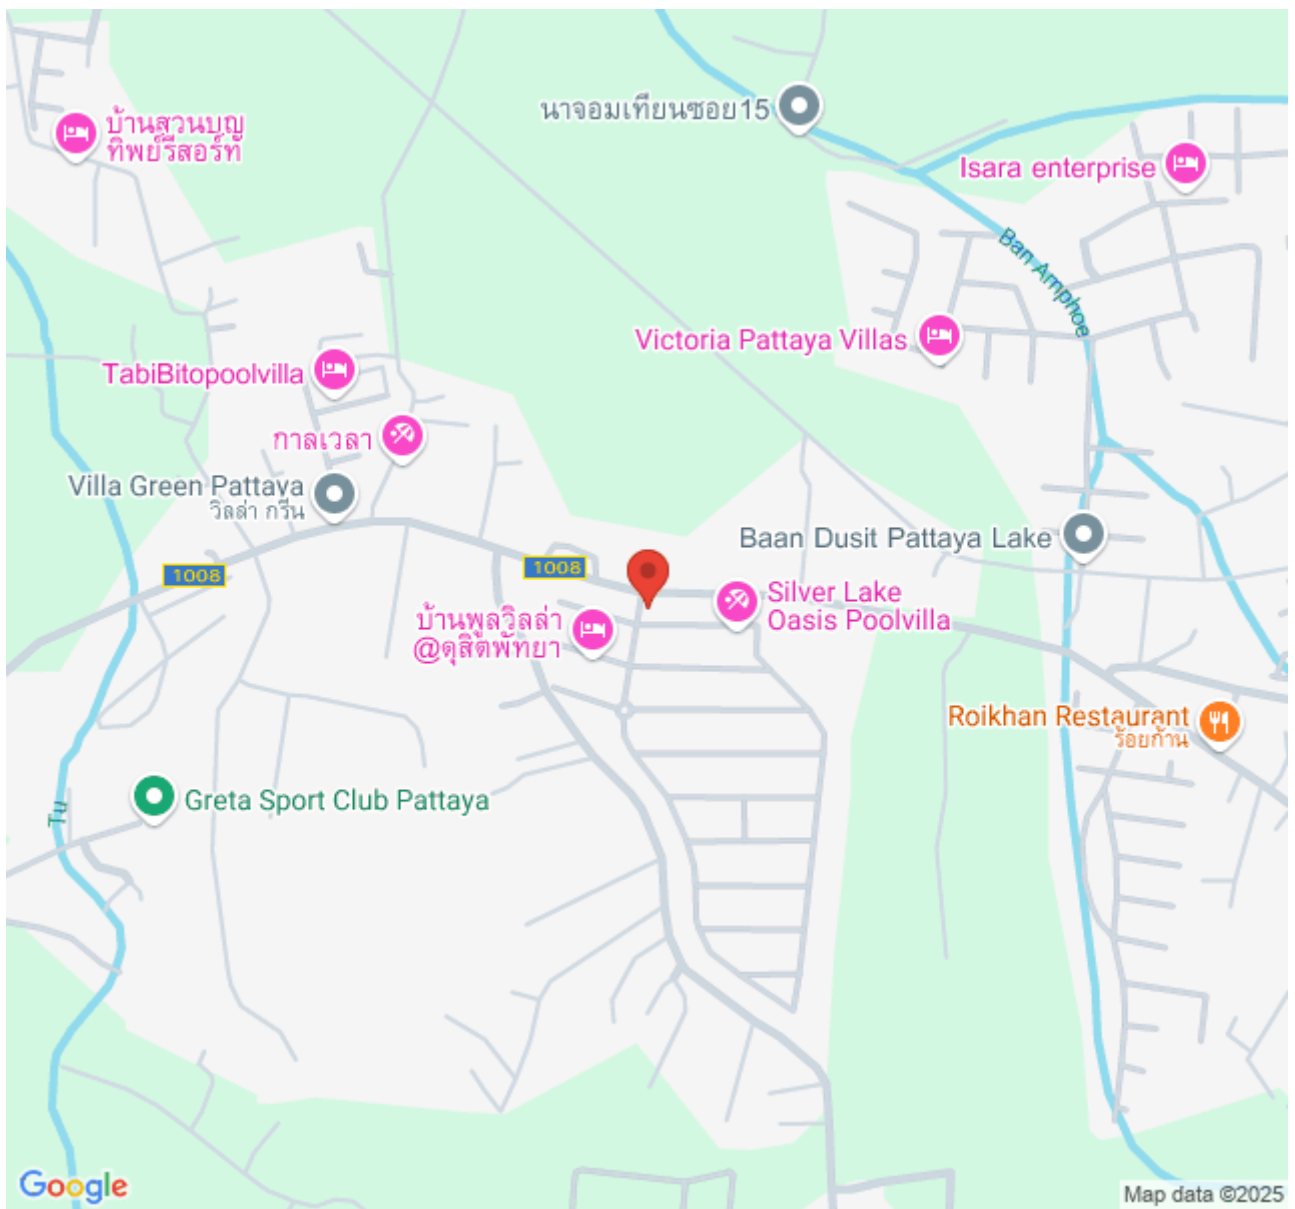 นาจอมเทียนซอย15
บ้านสวนบุญ
ทิพย์รีสอร์ท
Isara enterprise
Ban Amphoe
Victoria Pattaya Villas
TabiBitopoolvilla
กาลเวลา
Villa Green Pattaya
วิลล่า กรีน
Baan Dusit Pattaya Lake
1008
1008
Silver Lake
Oasis Poolvilla
บ้านพูลวิลล่า
@ดุสิตพัทยา
Roikhan Restaurant
ร้อยก้าน
Greta Sport Club Pattaya
Tu
Google
Map data ©2025